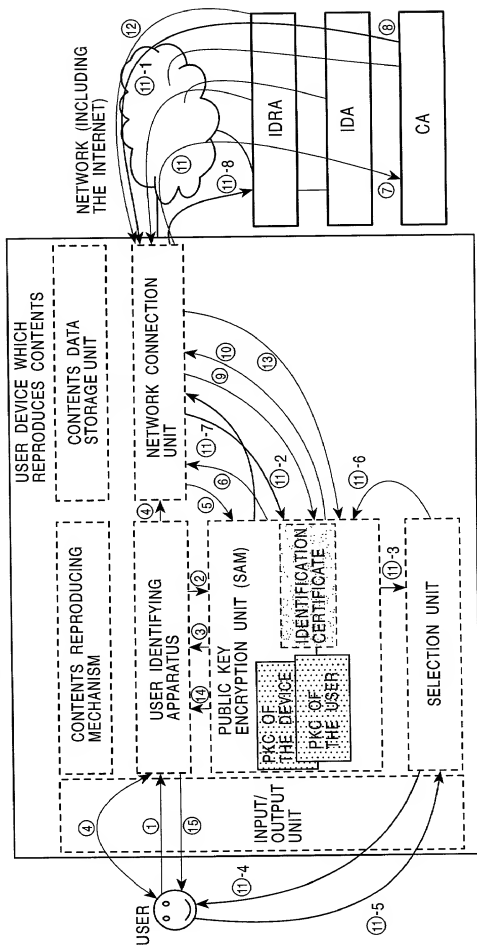 USER DEVICE WHICH
REPRODUCES CONTENTS
NETWORK (INCLUDING
THE INTERNET)
CONTENTS REPRODUCING
MECHANISM
CONTENTS DATA
STORAGE UNIT
⑫
⑪-1
⑧
USER
④
①
⑮
INPUT/
OUTPUT
UNIT
USER IDENTIFYING
APPARATUS
④
NETWORK CONNECTION
UNIT
⑪
⑪-8
⑦
IDRA
IDA
CA
⑭
③
②
⑤
⑥
⑪-7
⑨
⑩
⑪-2
⑬
PUBLIC KEY
ENCRYPTION UNIT (SAM)
PKC OF
THE DEVICE
PKC OF
THE USER
IDENTIFICATION
CERTIFICATE
⑪-3
⑪-6
SELECTION UNIT
⑪-4
⑪-5